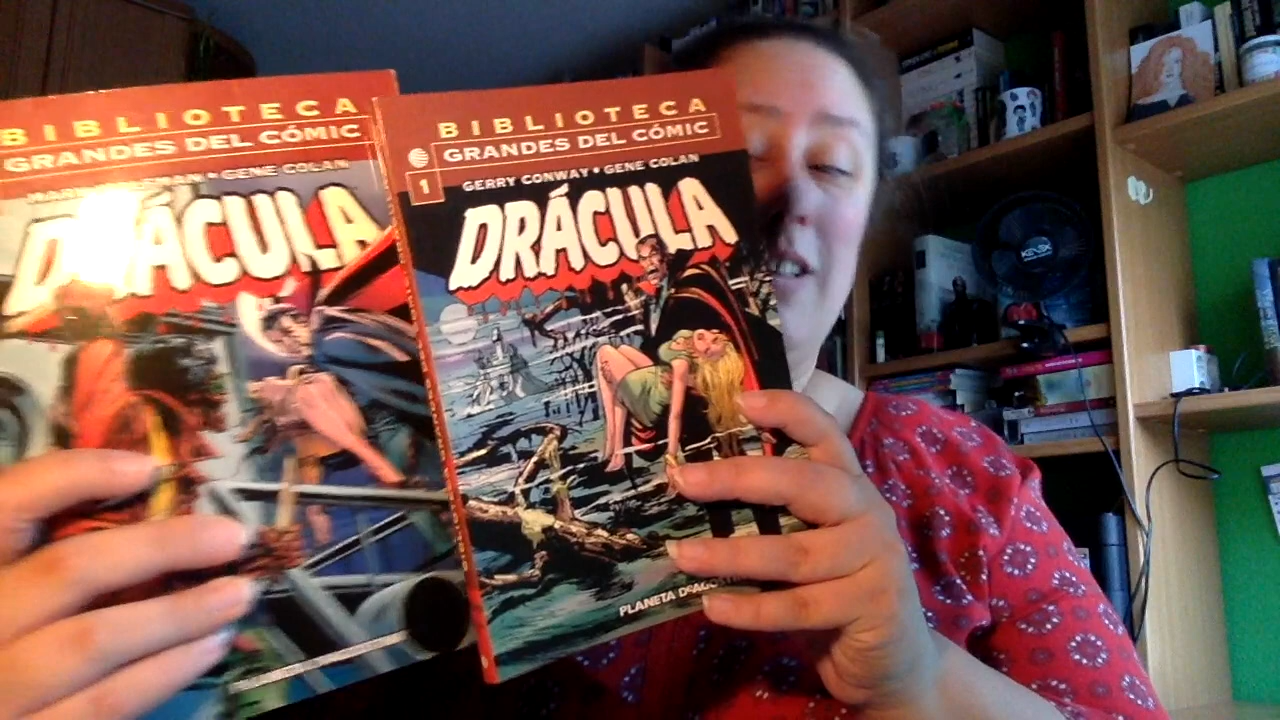 BIBLIOTECA
GRANDES DEL CÓMIC
GENE COLAN
DRÁCULA
BIBLIOTECA
GRANDES DEL CÓMIC
1
GERRY CONWAY • GENE COLAN
DRÁCULA
PLANETA